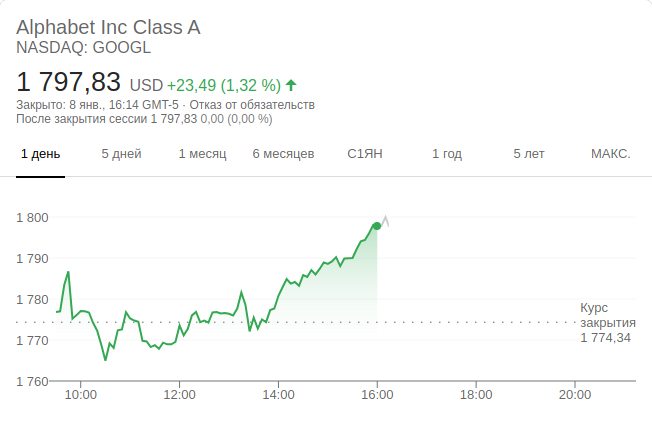 Alphabet Inc Class A
NASDAQ: GOOGL
1 797,83 USD +23,49 (1,32 %)
Закрыто: 8 янв., 16:14 GMT-5 · Отказ от обязательств
После закрытия сессии 1 797,83 0,00 (0,00 %)
1 день 5 дней 1 месяц 6 месяцев С1ЯН 1 год 5 лет МАКС.
1 800
1 790
1 780
Курс
закрытия
1 774,34
1 770
1 760
10:00 12:00 14:00 16:00 18:00 20:00